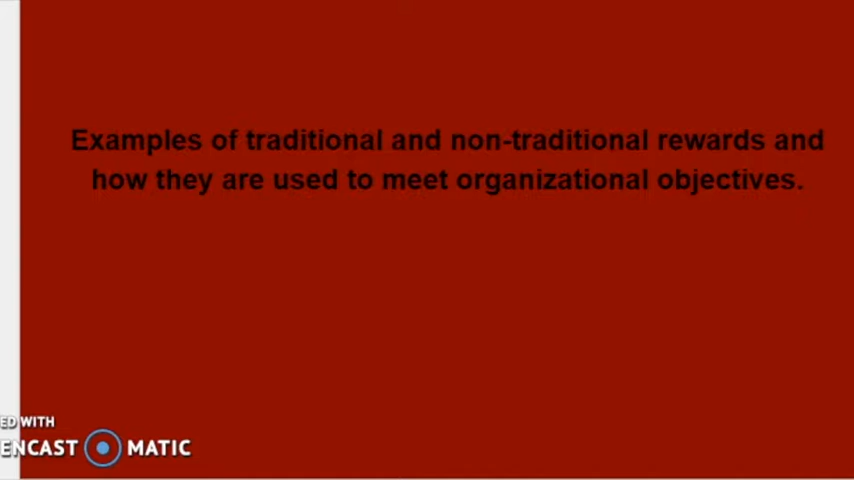 Examples of traditional and non-traditional rewards and
how they are used to meet organizational objectives.
ED WITH
ENCAST MATIC